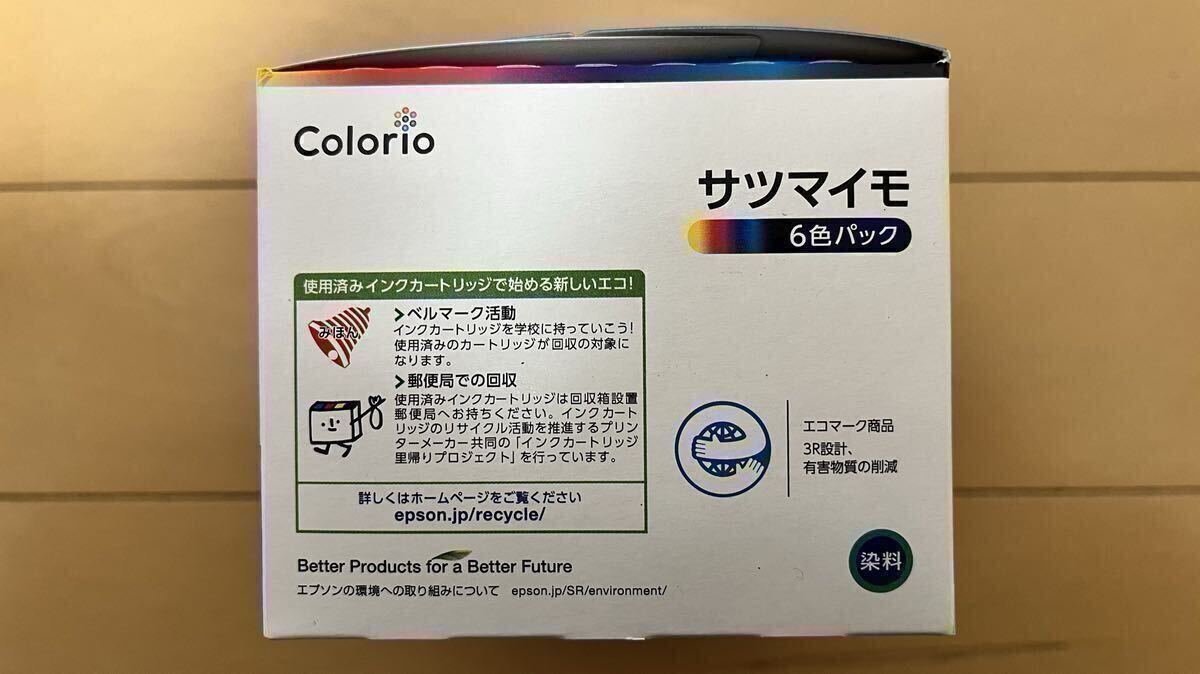 Colorio
サツマイモ
6色パック
使用済みインクカートリッジで始める新しいエコ!
みほん
>ベルマーク活動
インクカートリッジを学校に持っていこう!
使用済みのカートリッジが回収の対象に
なります。
>郵便局での回収
使用済みインクカートリッジは回収箱設置
郵便局へお持ちください。インクカート
リッジのリサイクル活動を推進するプリン
ターメーカー共同の「インクカートリッジ
里帰りプロジェクト」を行っています。
詳しくはホームページをご覧ください
epson.jp/recycle/
エコマーク商品
3R設計、
有害物質の削減
Better Products for a Better Future
エプソンの環境への取り組みについて epson.jp/SR/environment/
染料